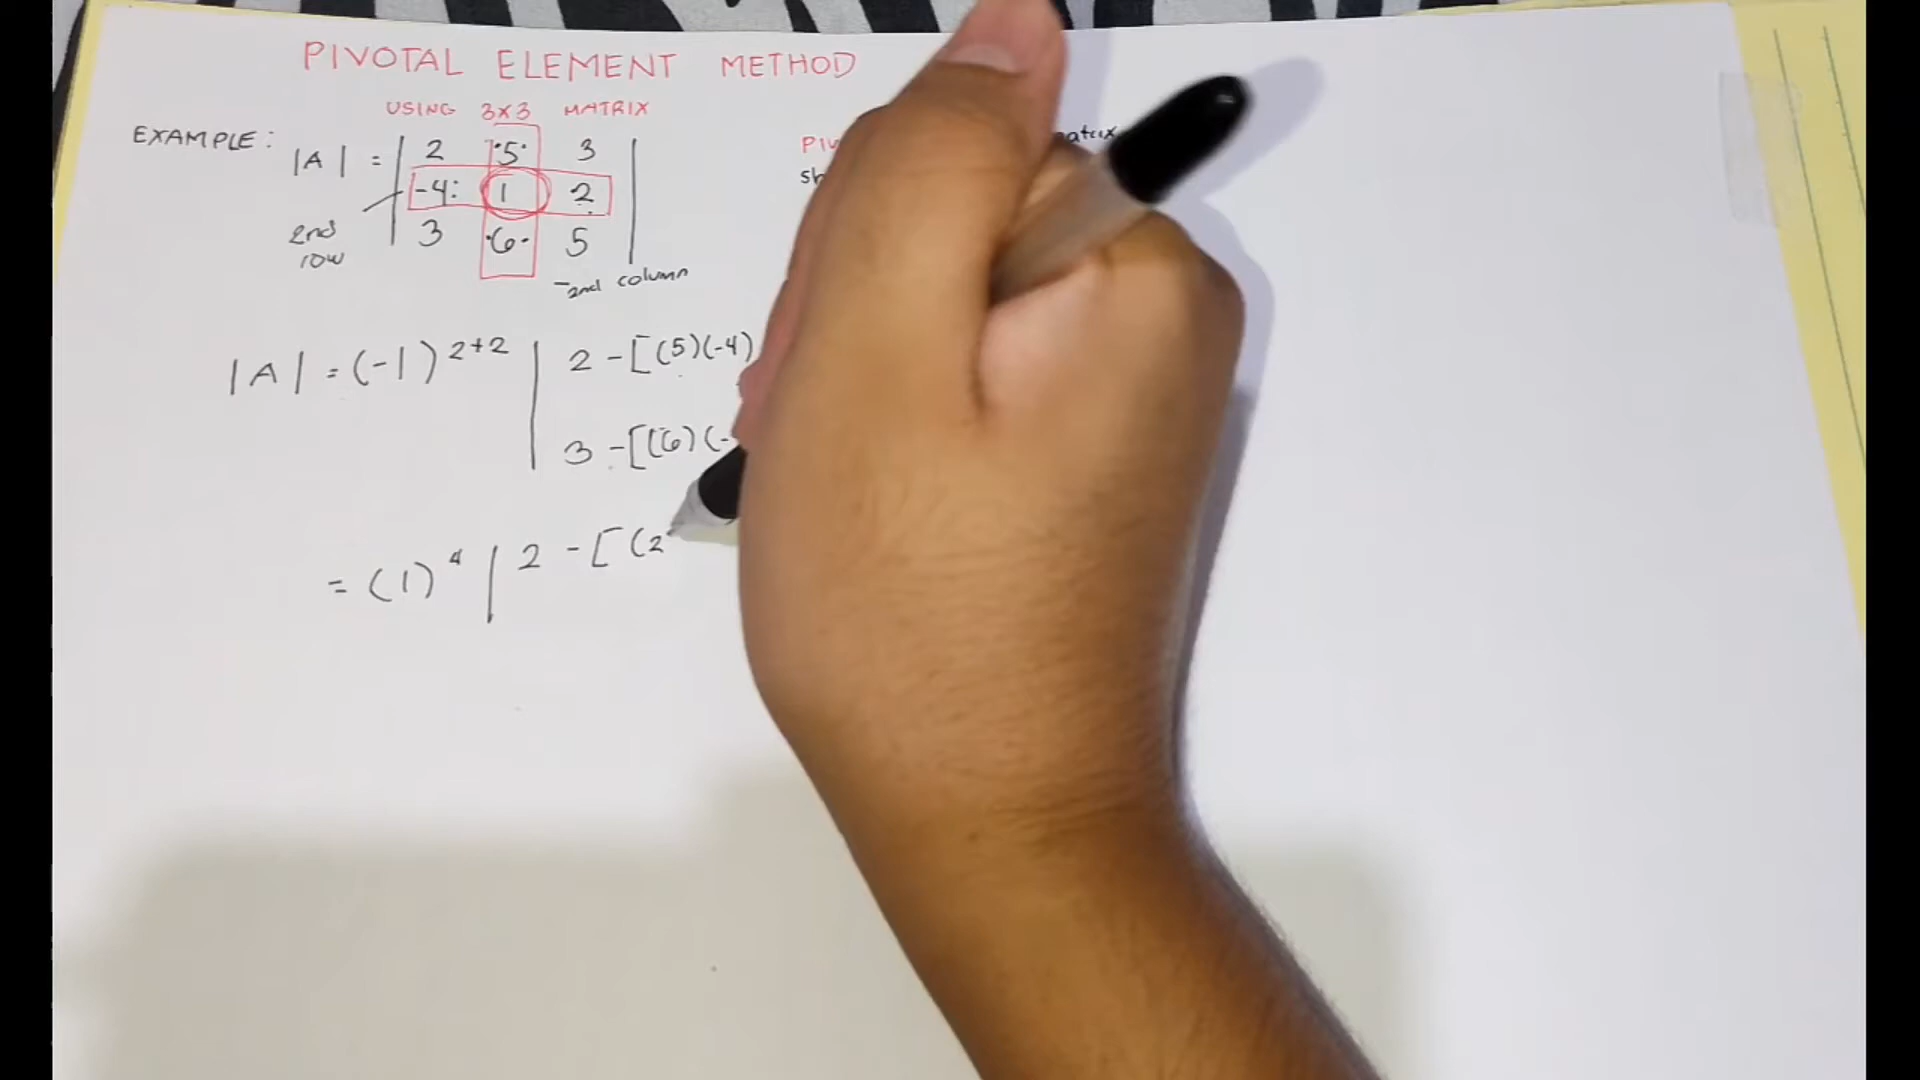 PIVOTAL ELEMENT METHOD
USING 3x3 MATRIX
EXAMPLE:
|A| = | 2 5 3 |
-4 1 2
3 6 5
2nd row
2nd column
|A| = (-1)^2+2 | 2 - [(5)(-4)
3 - [(6)(-
= (1)^4 | 2 - [(2